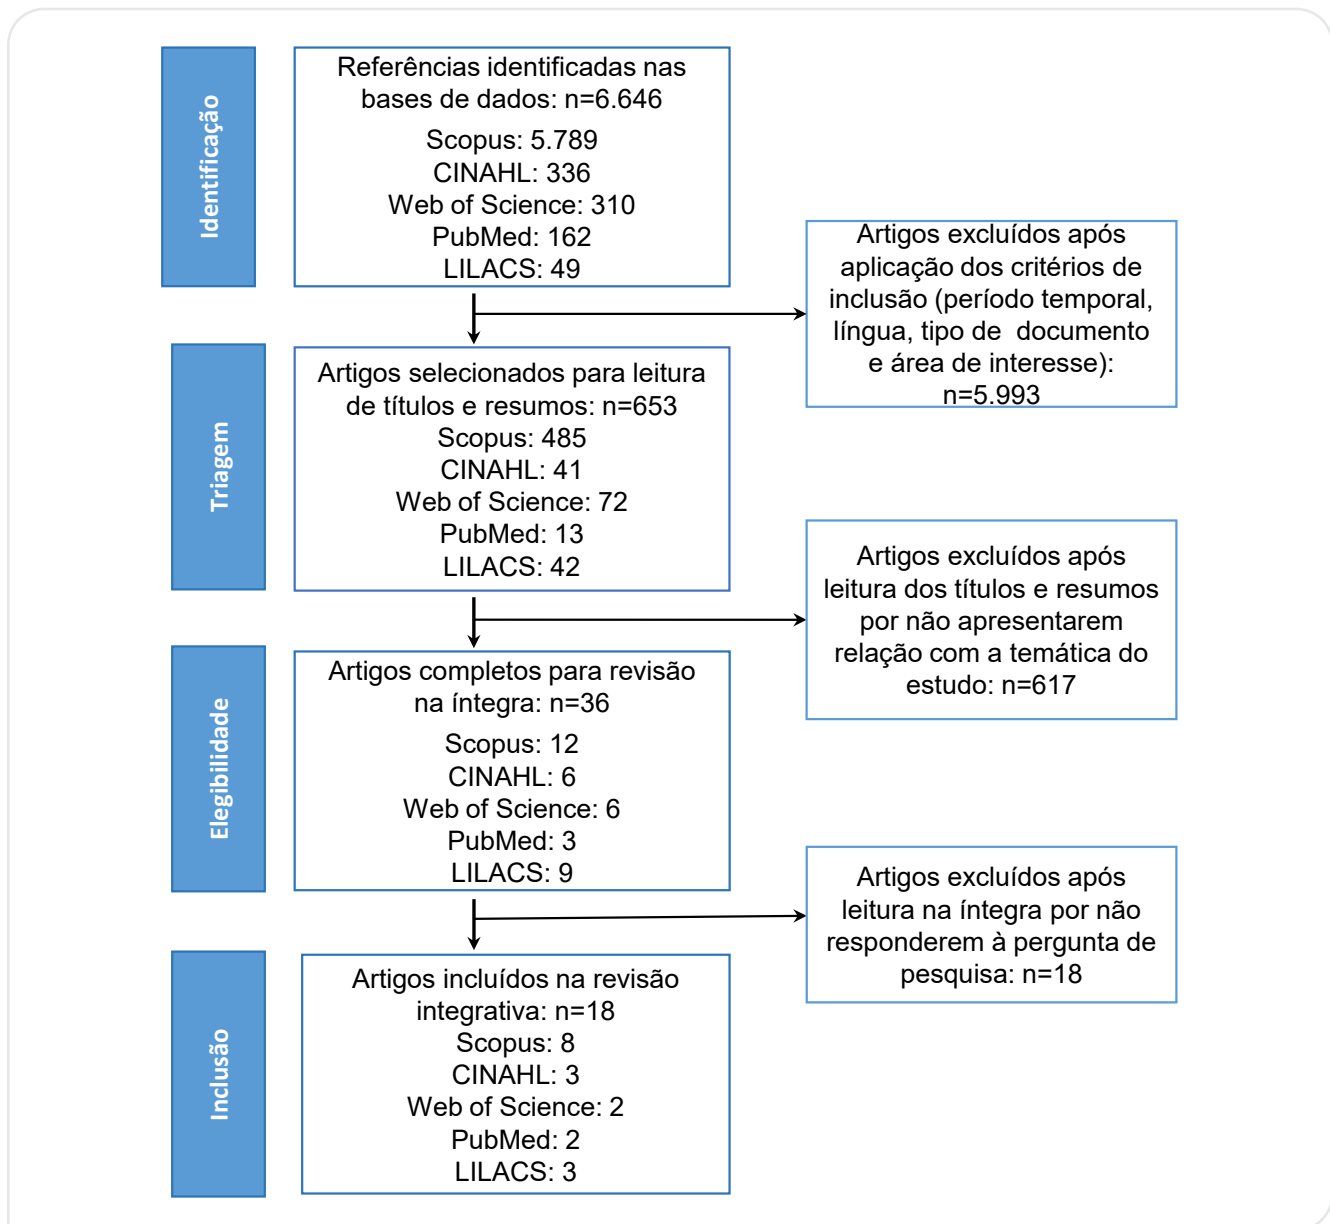 Identificação
Referências identificadas nas
bases de dados: n=6.646
Scopus: 5.789
CINAHL: 336
Web of Science: 310
PubMed: 162
LILACS: 49
Artigos excluídos após
aplicação dos critérios de
inclusão (período temporal,
língua, tipo de documento
e área de interesse):
n=5.993
Triagem
Artigos selecionados para leitura
de títulos e resumos: n=653
Scopus: 485
CINAHL: 41
Web of Science: 72
PubMed: 13
LILACS: 42
Artigos excluídos após
leitura dos títulos e resumos
por não apresentarem
relação com a temática do
estudo: n=617
Elegibilidade
Artigos completos para revisão
na íntegra: n=36
Scopus: 12
CINAHL: 6
Web of Science: 6
PubMed: 3
LILACS: 9
Artigos excluídos após
leitura na íntegra por não
responderem à pergunta de
pesquisa: n=18
Inclusão
Artigos incluídos na revisão
integrativa: n=18
Scopus: 8
CINAHL: 3
Web of Science: 2
PubMed: 2
LILACS: 3